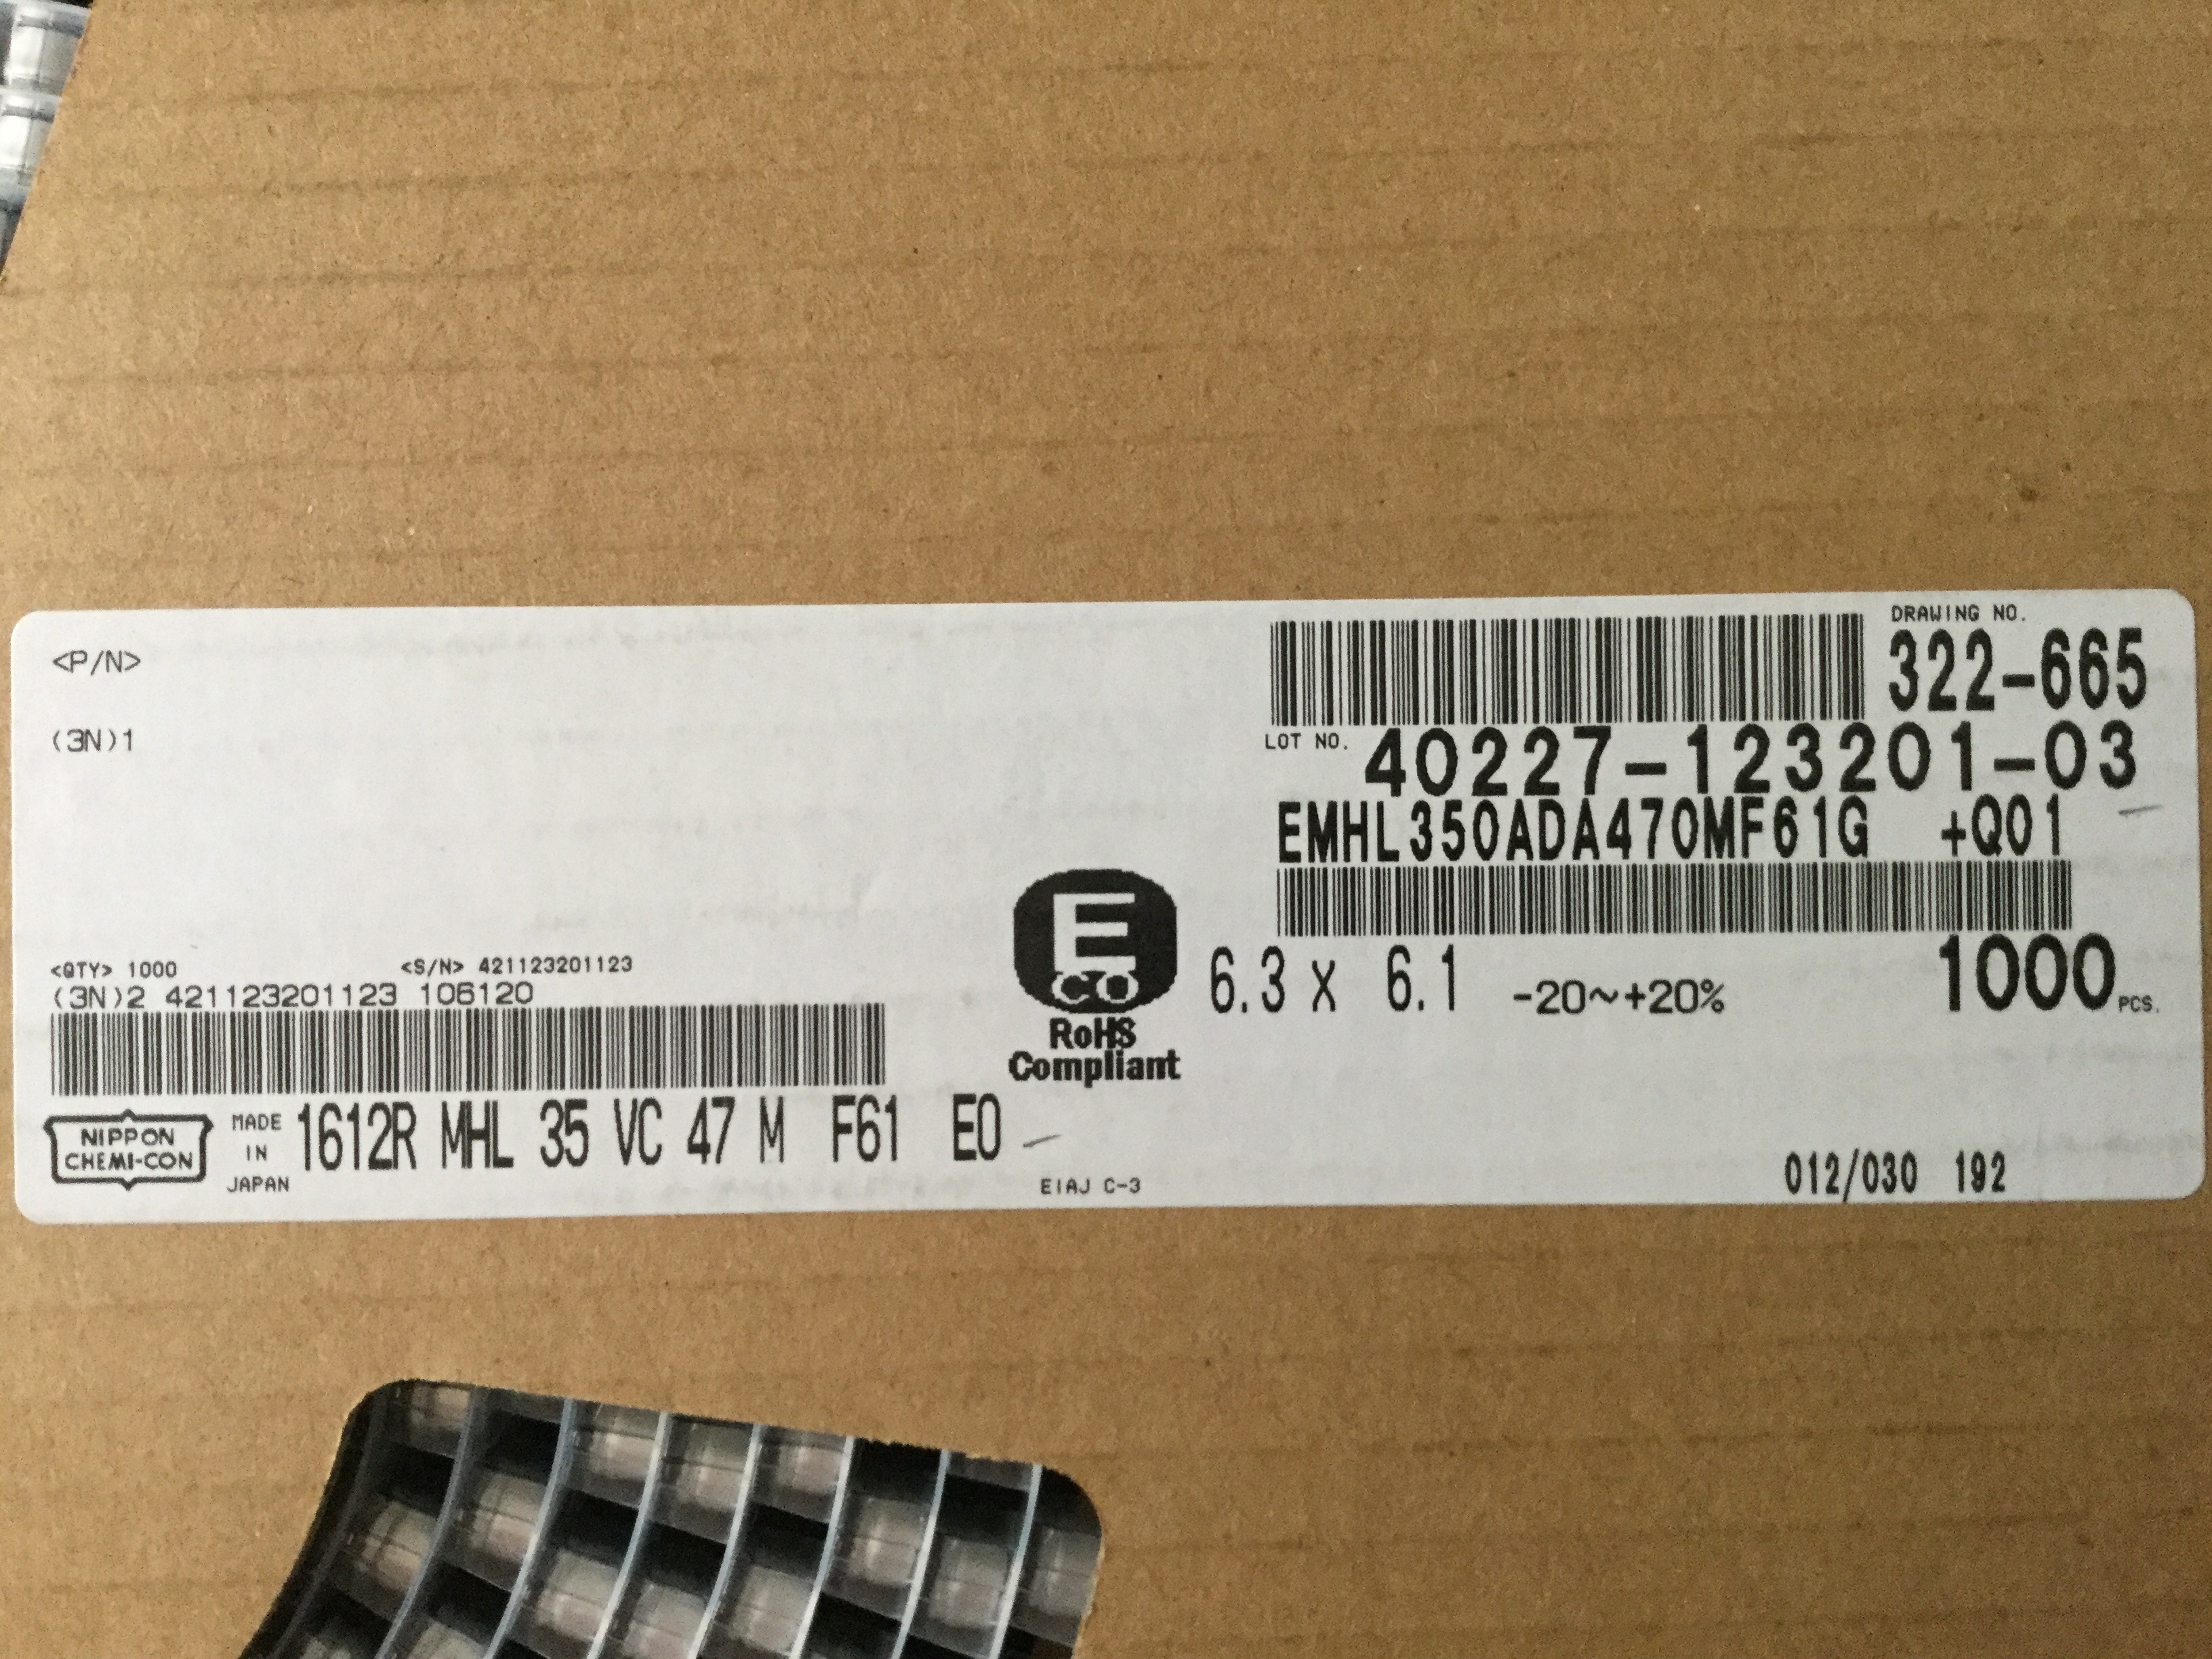 <P/N>
(3N)1
DRAWING NO.
322-665
LOT NO. 40227-123201-03
EMHL350ADA470MF61G +Q01
<QTY> 1000 <S/N> 421123201123
(3N)2 421123201123 106120
E
CO
RoHS
Compliant
6.3 x 6.1 -20~+20% 1000 PCS.
NIPPON
CHEMI-CON
MADE
IN
JAPAN
1612R MHL 35 VC 47 M F61 E0
EIAJ C-3
012/030 192